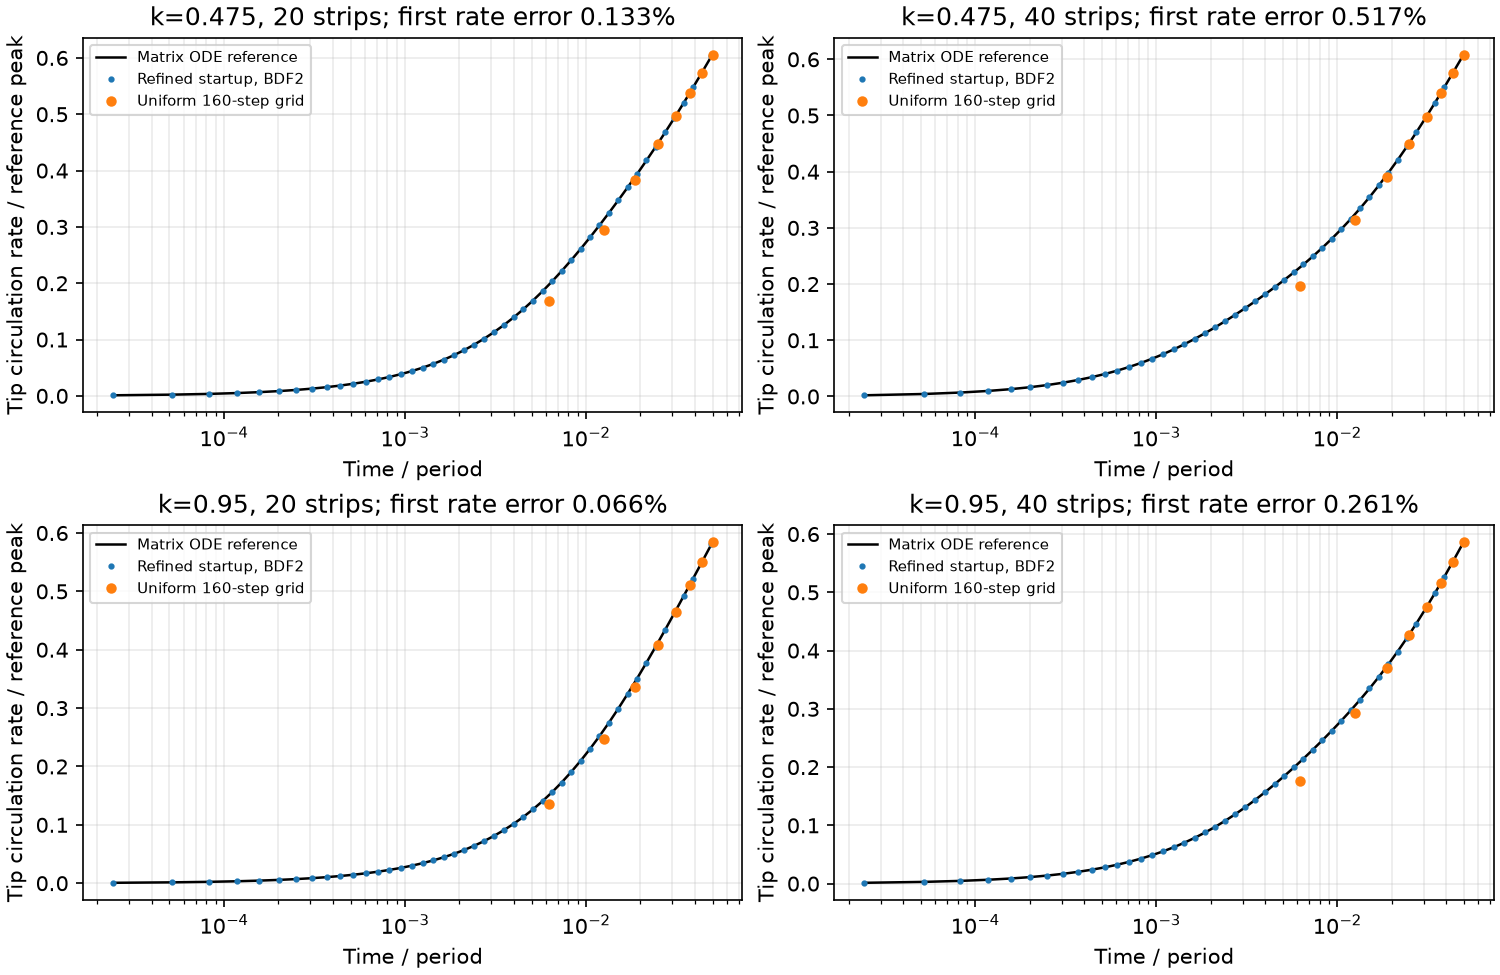 k=0.475, 20 strips; first rate error 0.133%
Tip circulation rate / reference peak
0.6
0.5
0.4
0.3
0.2
0.1
0.0
Matrix ODE reference
Refined startup, BDF2
Uniform 160-step grid
10⁻⁴ 10⁻³ 10⁻²
Time / period
k=0.475, 40 strips; first rate error 0.517%
Tip circulation rate / reference peak
0.6
0.5
0.4
0.3
0.2
0.1
0.0
Matrix ODE reference
Refined startup, BDF2
Uniform 160-step grid
10⁻⁴ 10⁻³ 10⁻²
Time / period
k=0.95, 20 strips; first rate error 0.066%
Tip circulation rate / reference peak
0.6
0.5
0.4
0.3
0.2
0.1
0.0
Matrix ODE reference
Refined startup, BDF2
Uniform 160-step grid
10⁻⁴ 10⁻³ 10⁻²
Time / period
k=0.95, 40 strips; first rate error 0.261%
Tip circulation rate / reference peak
0.6
0.5
0.4
0.3
0.2
0.1
0.0
Matrix ODE reference
Refined startup, BDF2
Uniform 160-step grid
10⁻⁴ 10⁻³ 10⁻²
Time / period